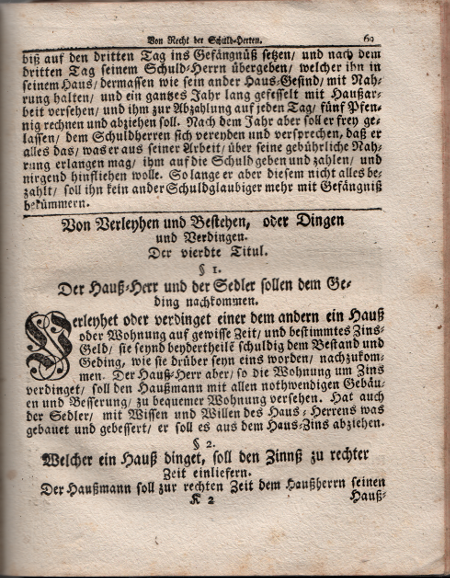 Von Recht der Schuld-Herren. 69
biß auf den dritten Tag ins Gefängnüß setzen/ und nach dem
dritten Tag seinem Schuld-Herrn übergeben/ welcher ihn in
seinem Hauß/ dermassen wie sein ander Hauß-Gesind/ mit Nah-
rung halten/ und ein gantzes Jahr lang gefesselt mit Haußar-
beit versehen/ und ihm zur Abzahlung auf jeden Tag/ fünf Pfen-
nig rechnen und abziehen soll. Nach dem Jahr aber soll er frey ge-
lassen/ dem Schuldherren sich vereyden und versprechen/ daß er
alles das/ was er aus seiner Arbeit/ über seine gebührliche Nah-
rung erlangen mag/ ihm auf die Schuld geben und zahlen/ und
nirgend hinfliehen wolle. So lange er aber diesem nicht alles be-
zahlt/ soll ihn kein ander Schuldglaubiger mehr mit Gefängniß
bekümmern.
Von Verleyhen und Bestehen, oder Dingen
und Verdingen.
Der vierdte Titul.
§ 1.
Der Hauß-Herr und der Sedler sollen dem Ge-
ding nachkommen.
Verleyhet oder verdinget einer dem andern ein Hauß
oder Wohnung auf gewisse Zeit/ und bestimmtes Zins-
Geld/ sie seynd beydertheils schuldig dem Bestand und
Geding, wie sie drüber seyn eins worden/ nachzukom-
men. Der Hauß-Herr aber/ so die Wohnung um Zins
verdinget/ soll den Haußmann mit allen nothwendigen Gebäu-
en und Besserung/ zu bequemer Wohnung versehen. Hat auch
der Sedler/ mit Wissen und Willen des Haus-Herrens was
gebauet und gebessert/ er soll es aus dem Haus-Zins abziehen.
§ 2.
Welcher ein Hauß dinget, soll den Zinnß zu rechter
Zeit einliefern.
Der Haußmann soll zur rechten Zeit dem Haußherrn seinen
K 2 Hauß-